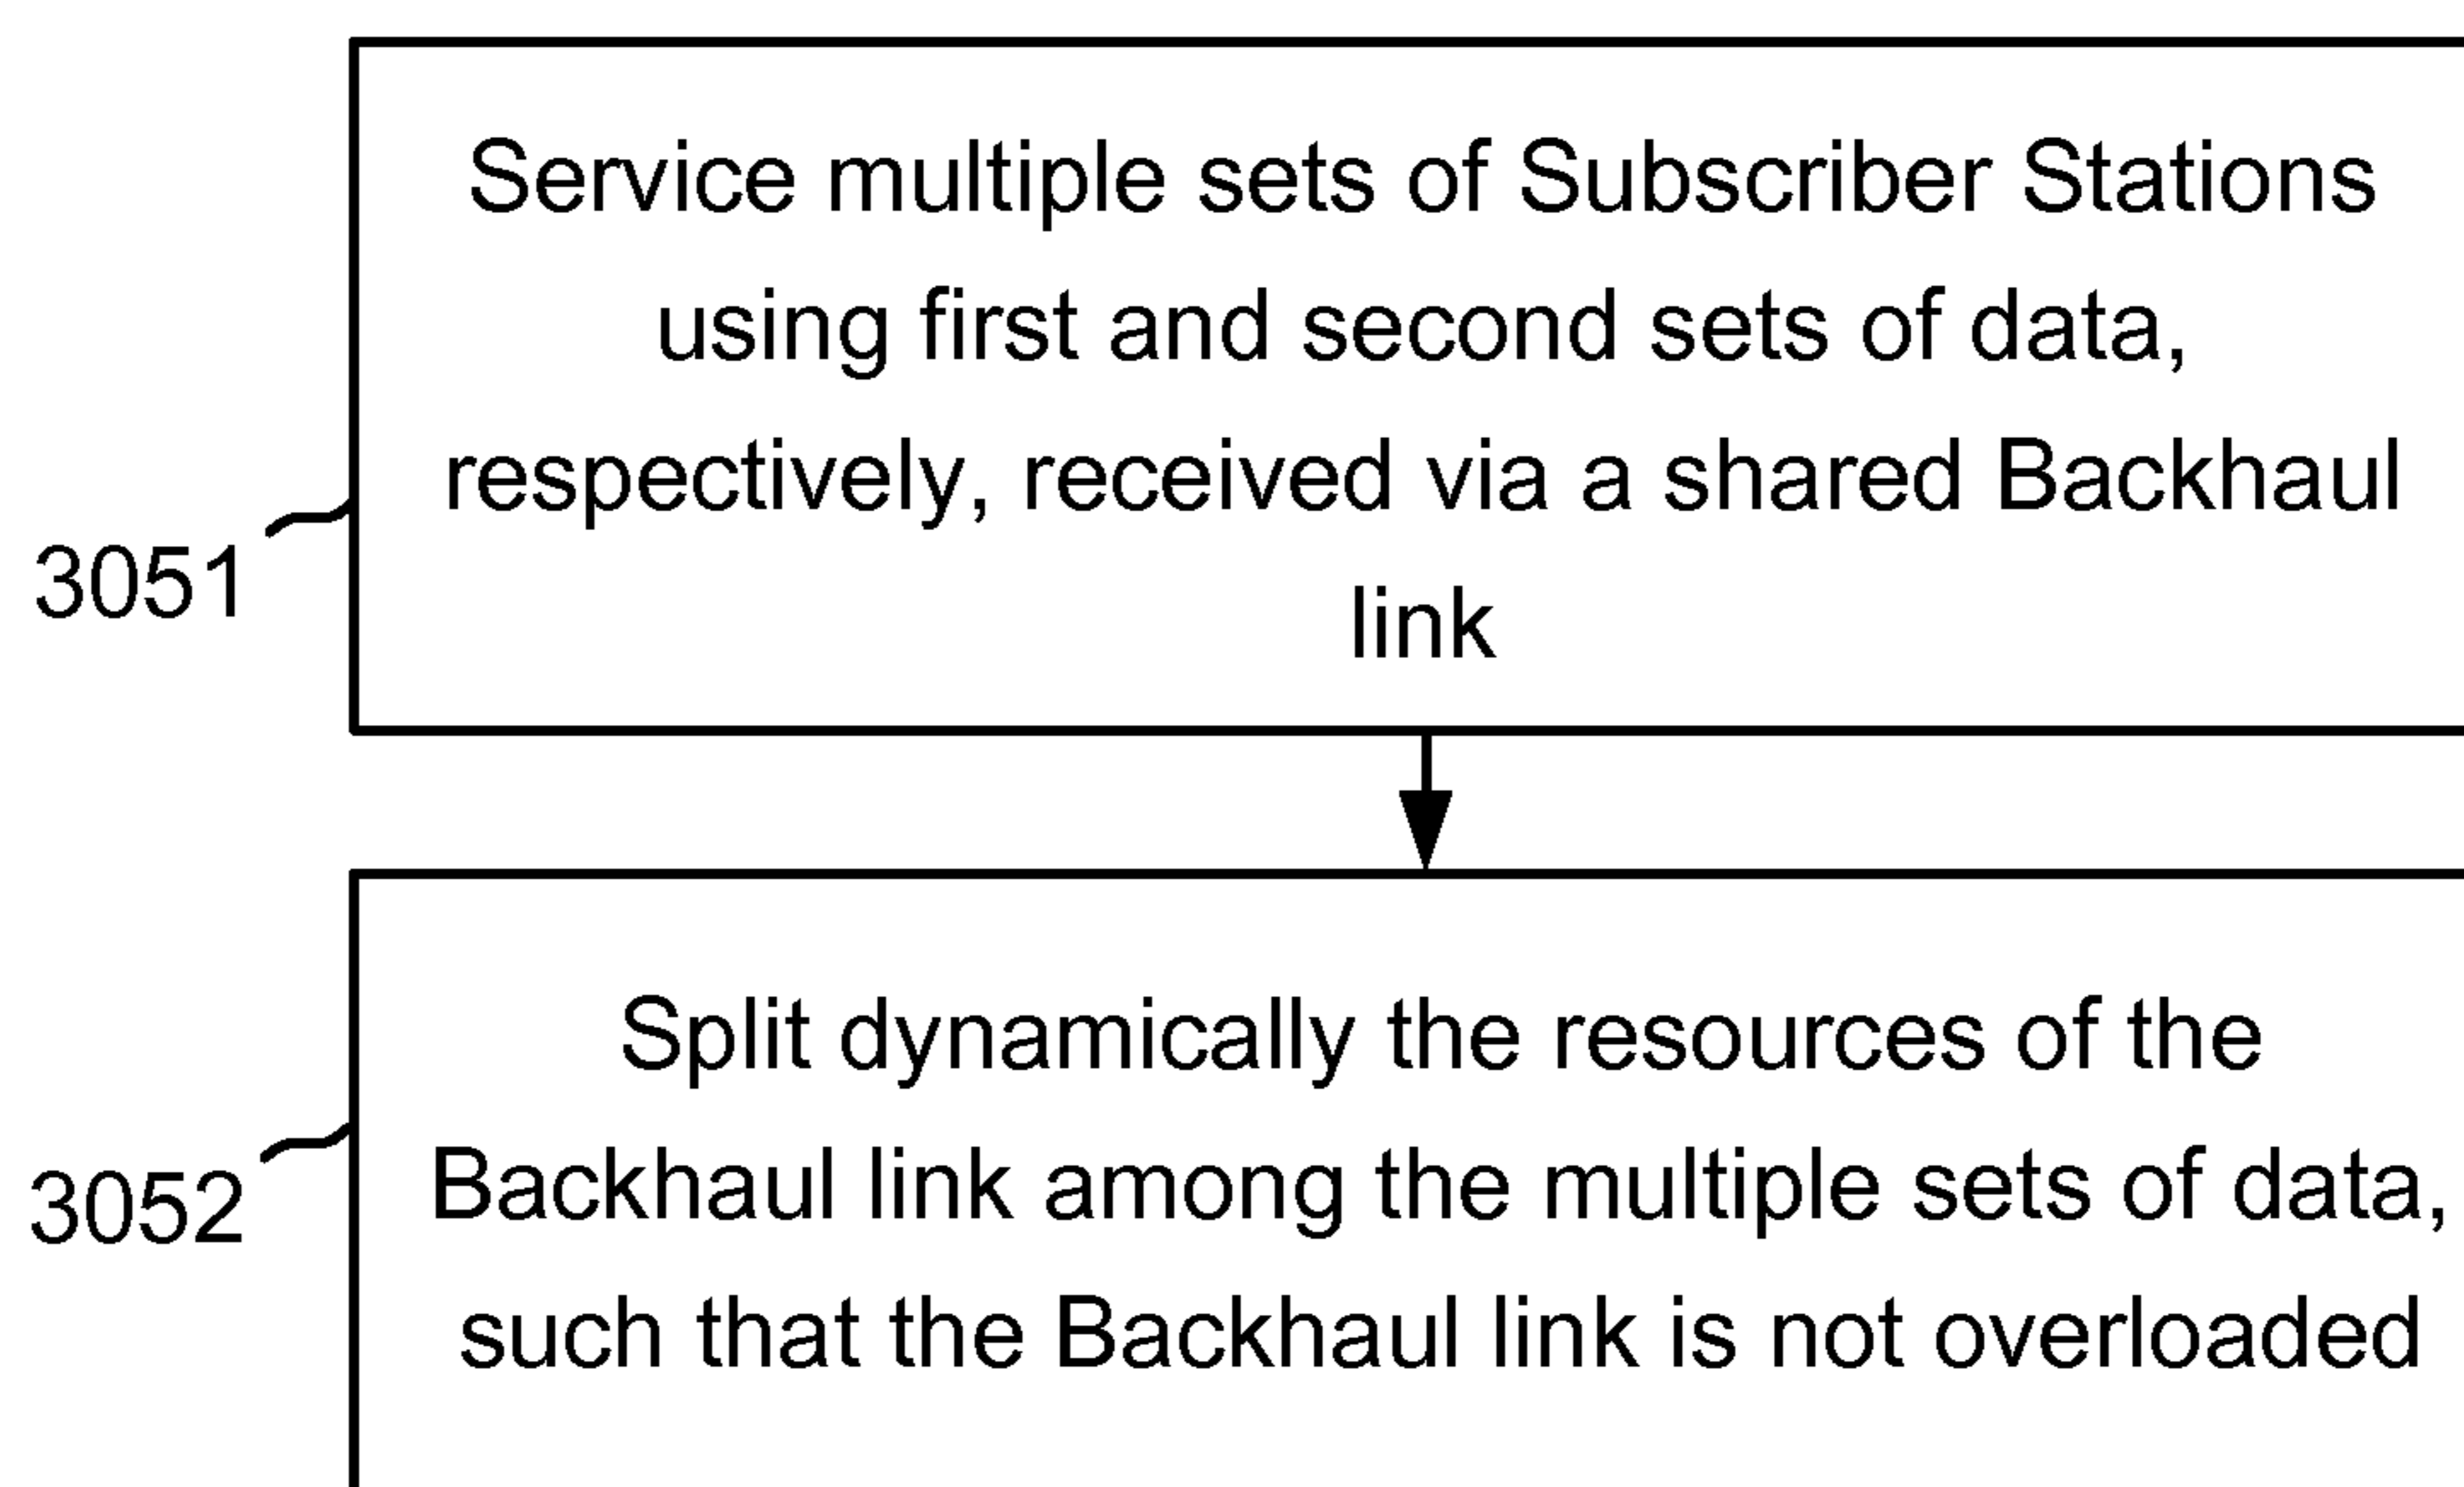 Service multiple sets of Subscriber Stations
using first and second sets of data,
respectively, received via a shared Backhaul
link
3051
Split dynamically the resources of the
Backhaul link among the multiple sets of data,
such that the Backhaul link is not overloaded
3052